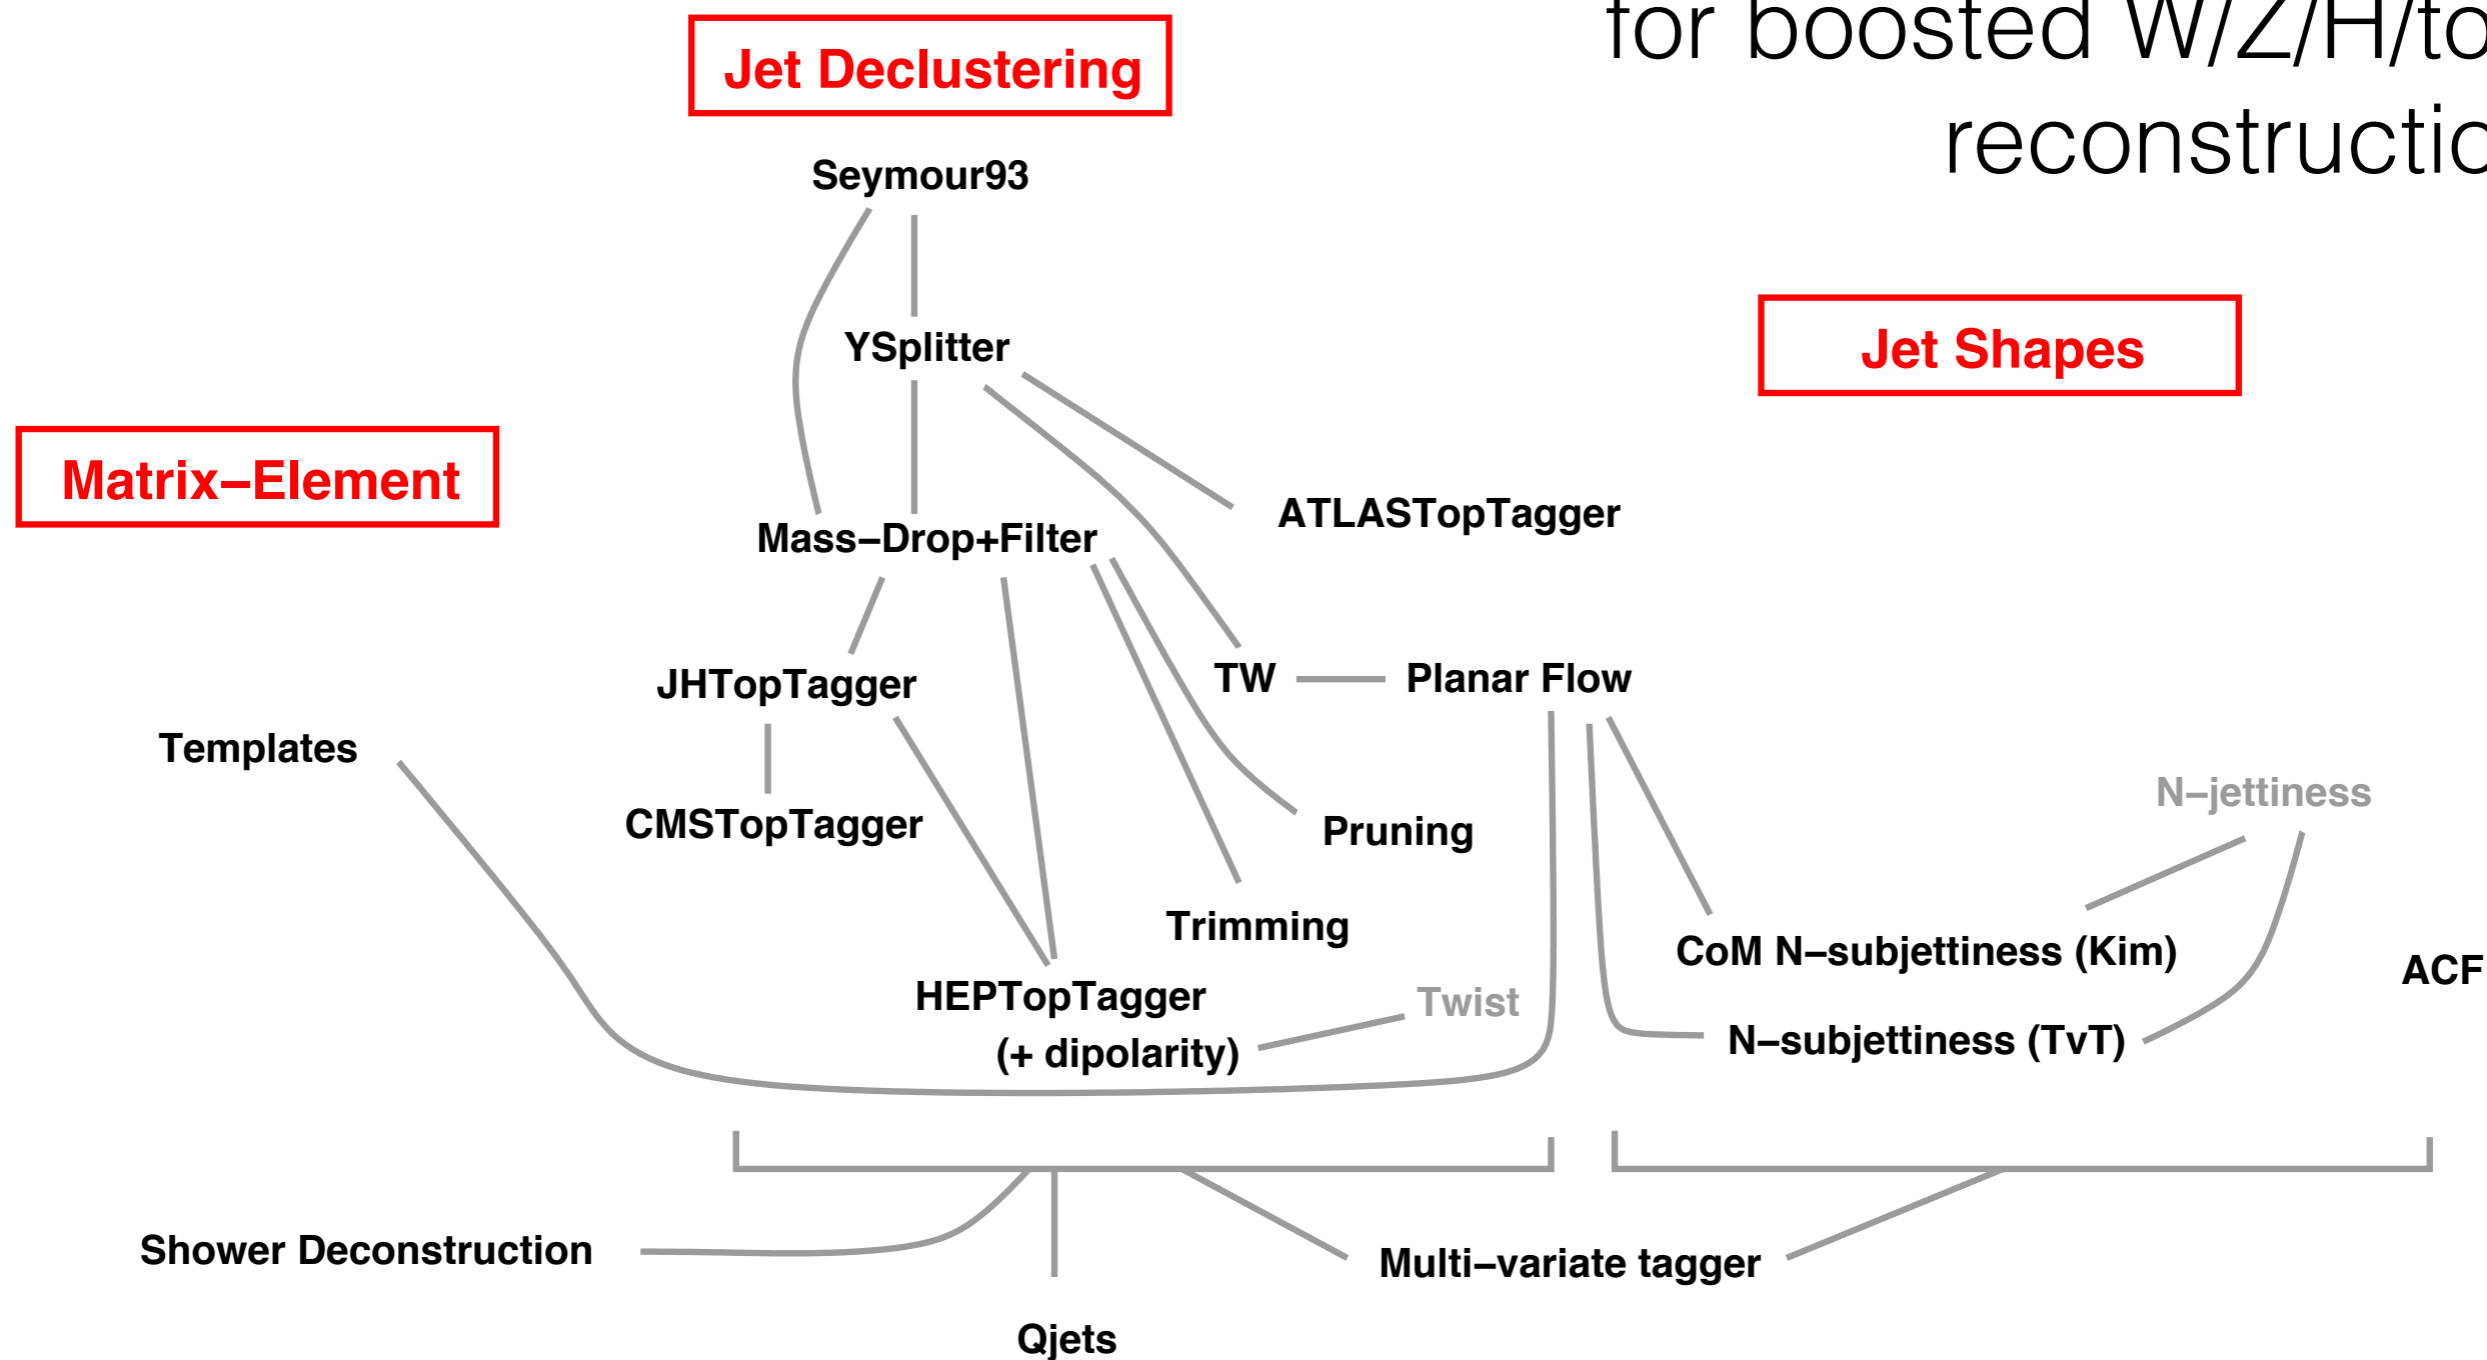 for boosted W/Z/H/to
reconstructio
Jet Declustering
Seymour93
YSplitter
Jet Shapes
Matrix–Element
ATLASTopTagger
Mass–Drop+Filter
JHTopTagger
TW
Planar Flow
Templates
CMSTopTagger
Pruning
N–jettiness
Trimming
CoM N–subjettiness (Kim)
ACF
HEPTopTagger
(+ dipolarity)
Twist
N–subjettiness (TvT)
Shower Deconstruction
Multi–variate tagger
Qjets